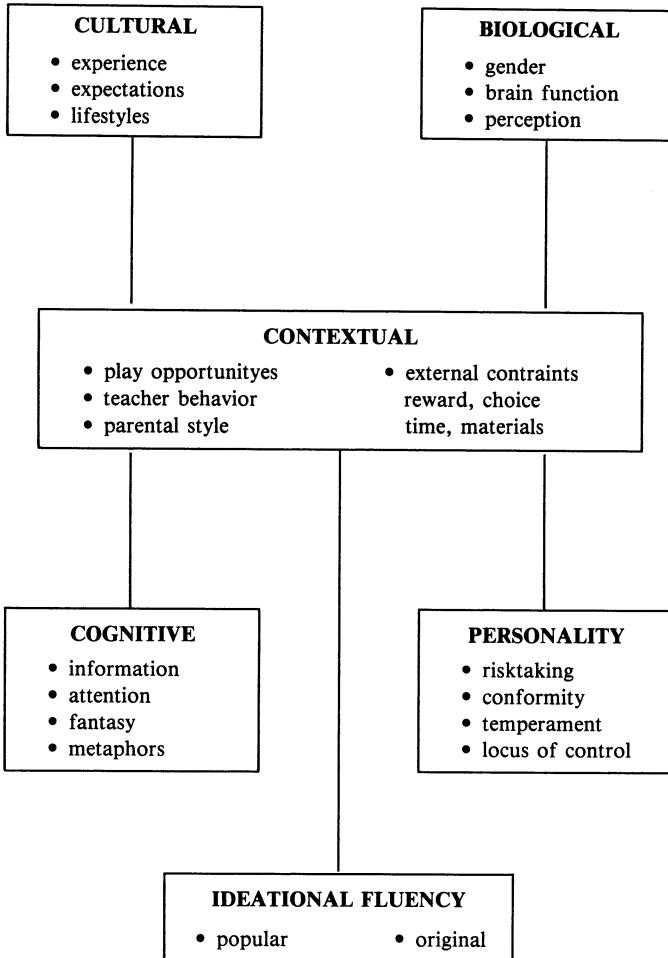 CULTURAL
• experience
• expectations
• lifestyles
BIOLOGICAL
• gender
• brain function
• perception
CONTEXTUAL
• play opportunityes
• teacher behavior
• parental style
• external contraints
reward, choice
time, materials
COGNITIVE
• information
• attention
• fantasy
• metaphors
PERSONALITY
• risktaking
• conformity
• temperament
• locus of control
IDEATIONAL FLUENCY
• popular • original